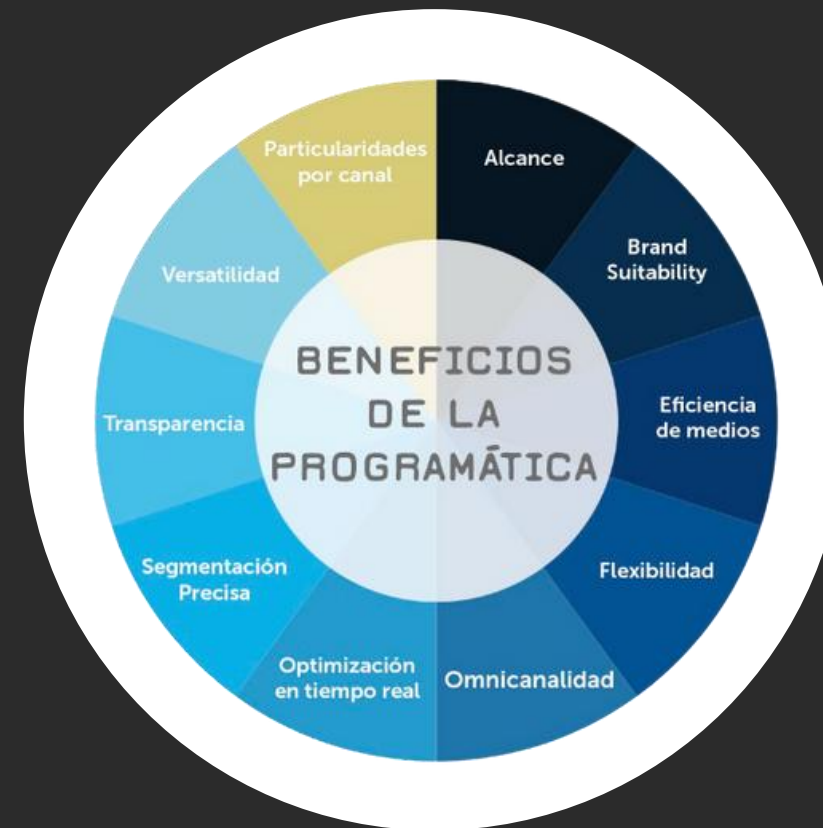 BENEFICIOS
DE LA
PROGRAMÁTICA
Alcance
Brand
Suitability
Eficiencia
de medios
Flexibilidad
Omnicanalidad
Optimización
en tiempo real
Segmentación
Precisa
Transparencia
Versatilidad
Particularidades
por canal